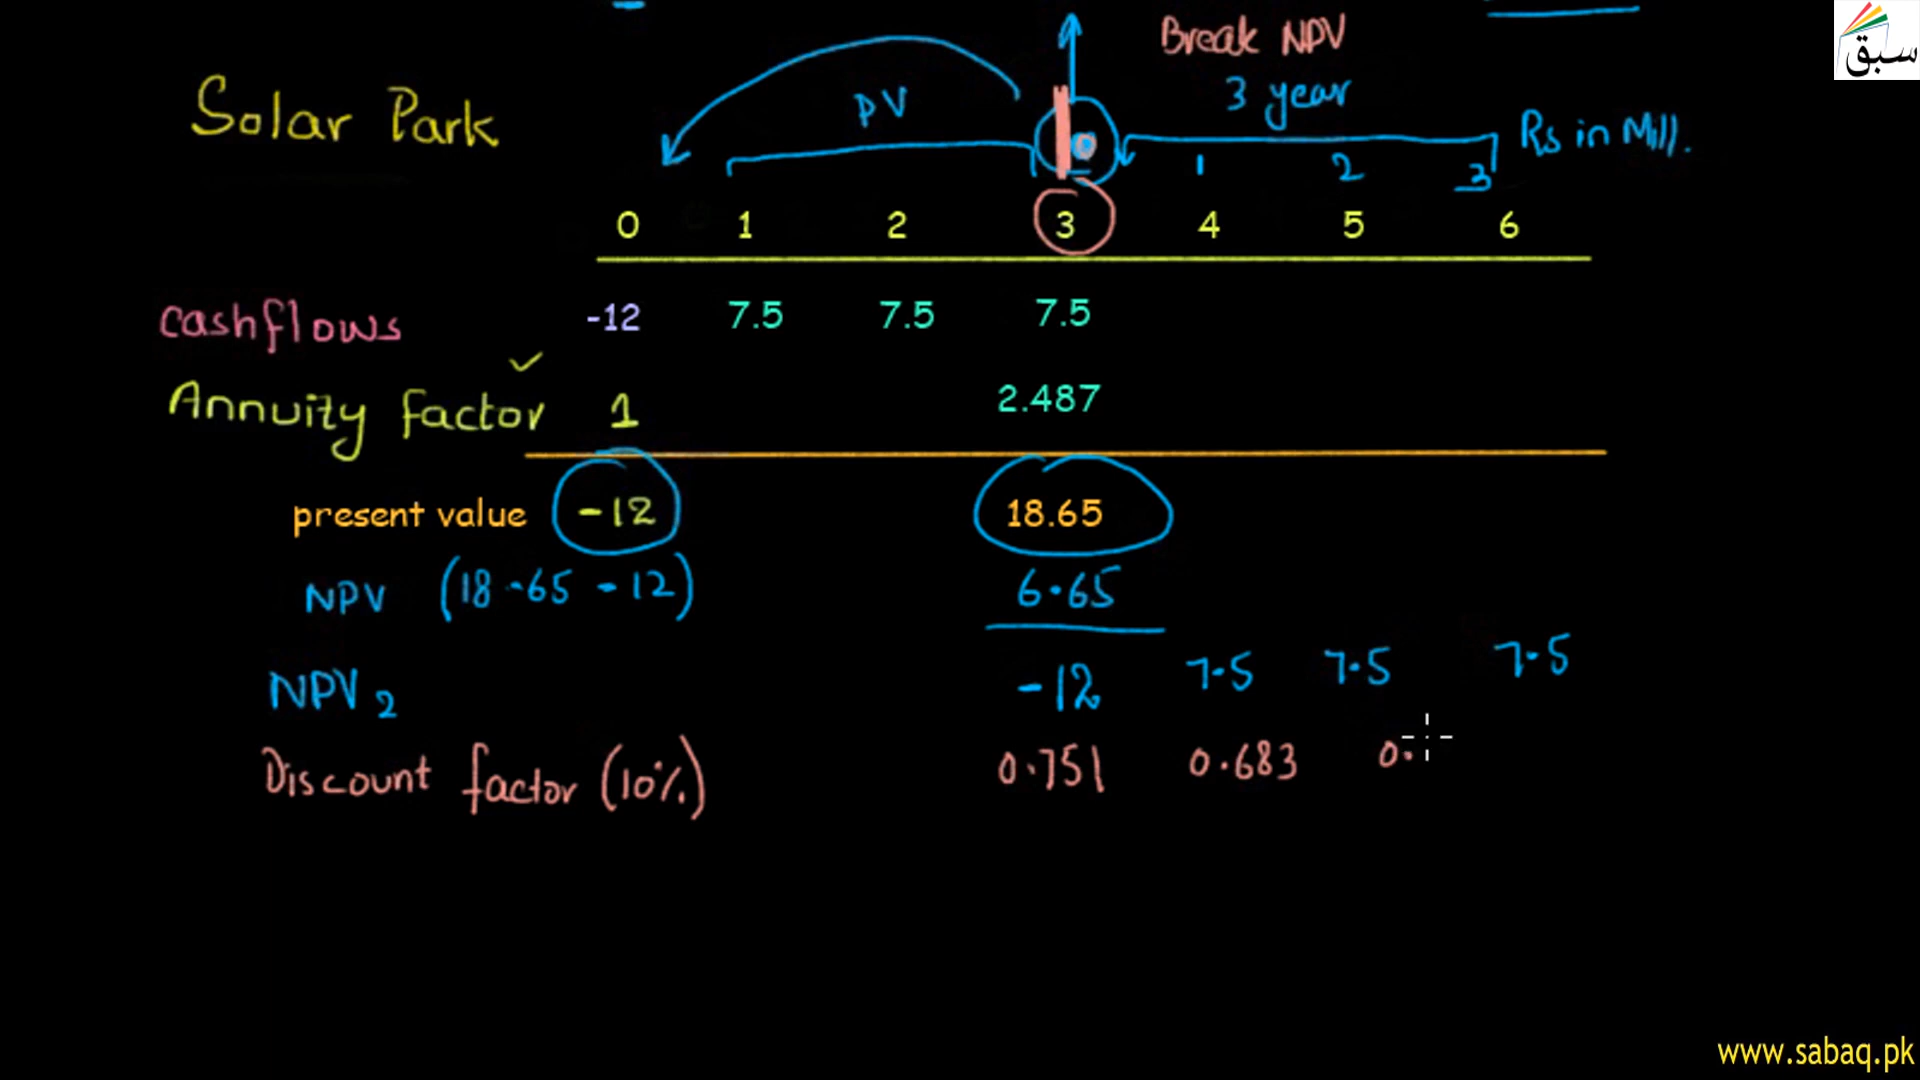 سبق
Break NPV
3 year
Solar Park
PV
Rs in Mill.
1 2 3
0 1 2 3 4 5 6
cashflows -12 7.5 7.5 7.5
Annuity factor 1 2.487
present value -12 18.65
NPV (18.65 - 12) 6.65
NPV2 -12 7.5 7.5 7.5
Discount factor (10%) 0.751 0.683 0.
www.sabaq.pk